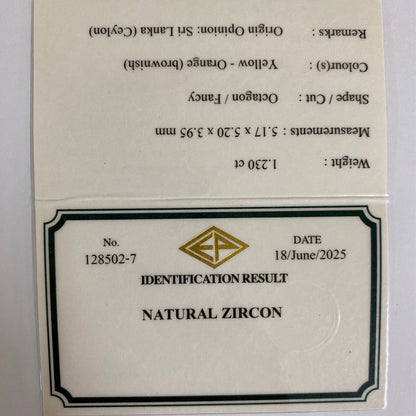 Weight : 1.230 ct
Measurements : 5.17 x 5.20 x 3.95 mm
Shape / Cut : Octagon / Fancy
Colour(s) : Yellow - Orange (brownish)
Remarks : Origin Opinion: Sri Lanka (Ceylon)
No.
128502-7
EP
DATE
18/June/2025
IDENTIFICATION RESULT
NATURAL ZIRCON